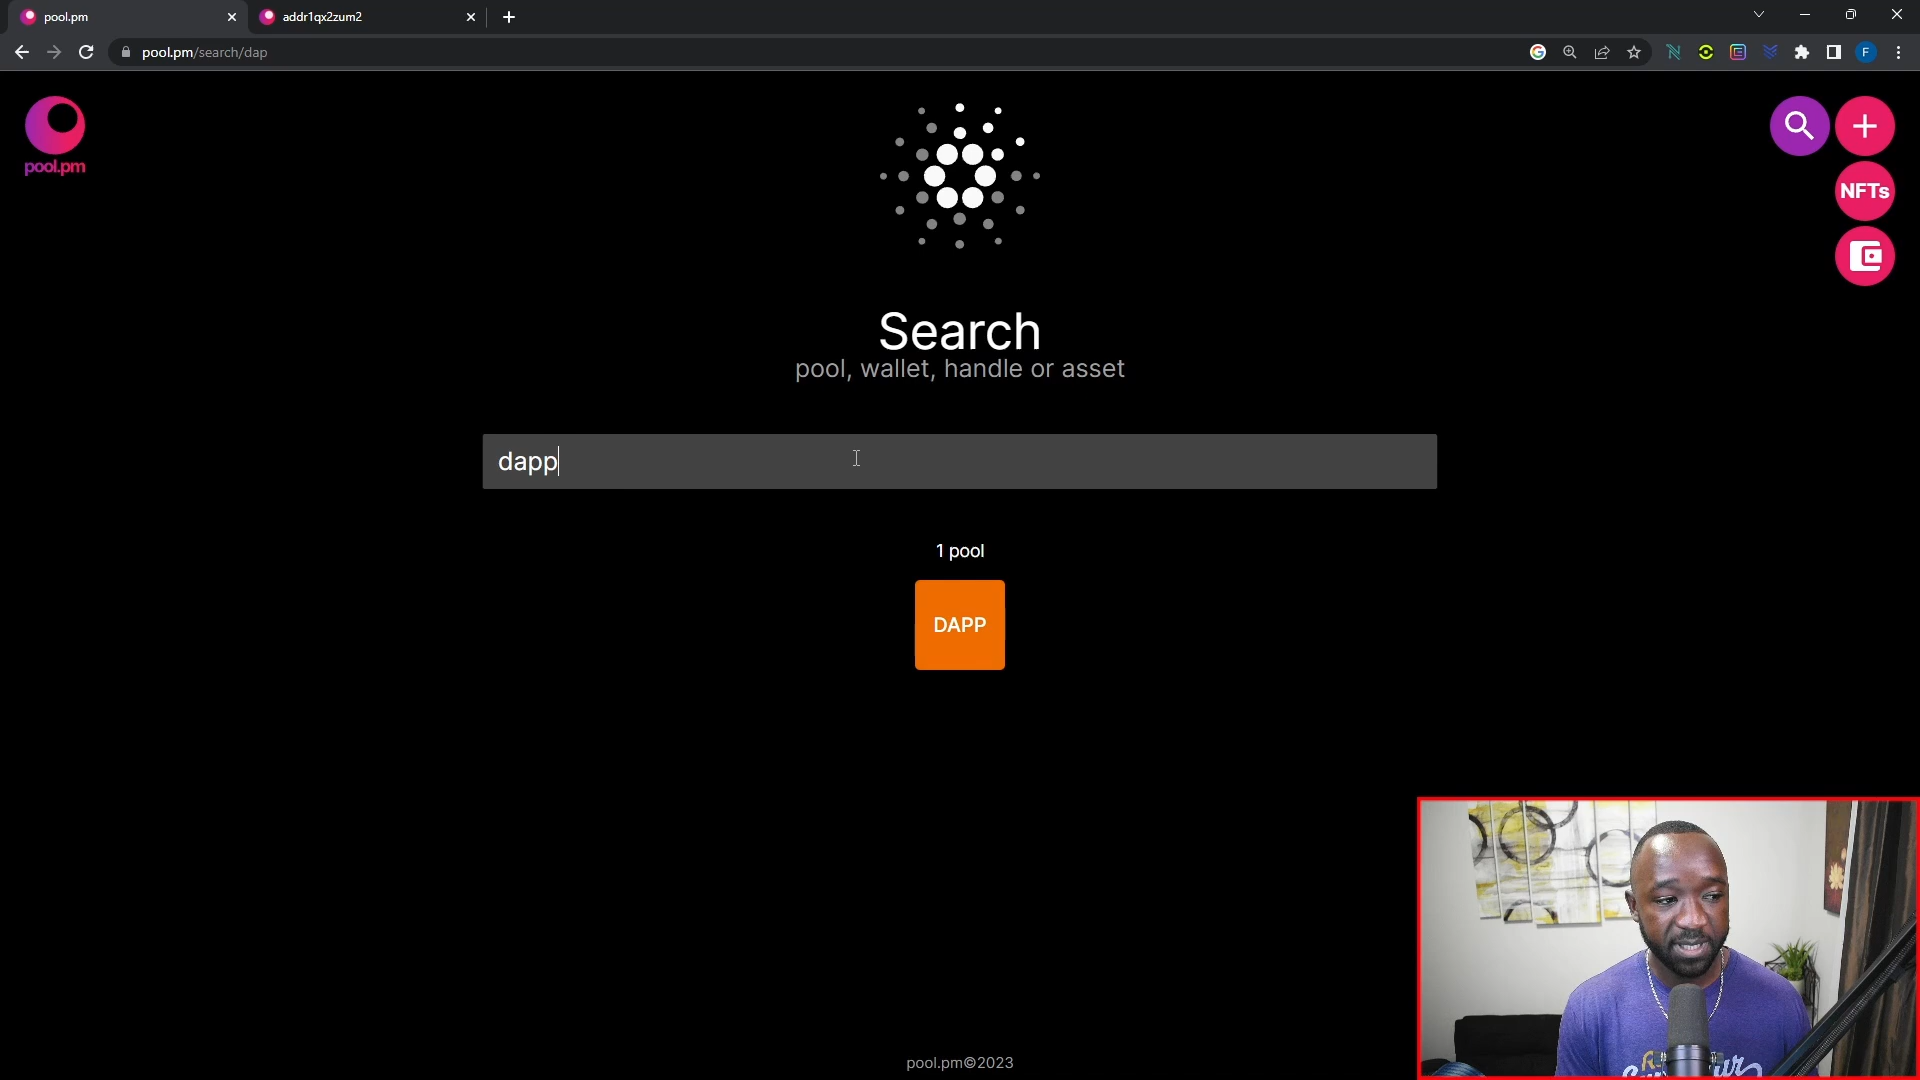 pool.pm
addr1qx2zum2
pool.pm/search/dap
F
pool.pm
NFTs
Search
pool, wallet, handle or asset
dapp
1 pool
DAPP
pool.pm©2023